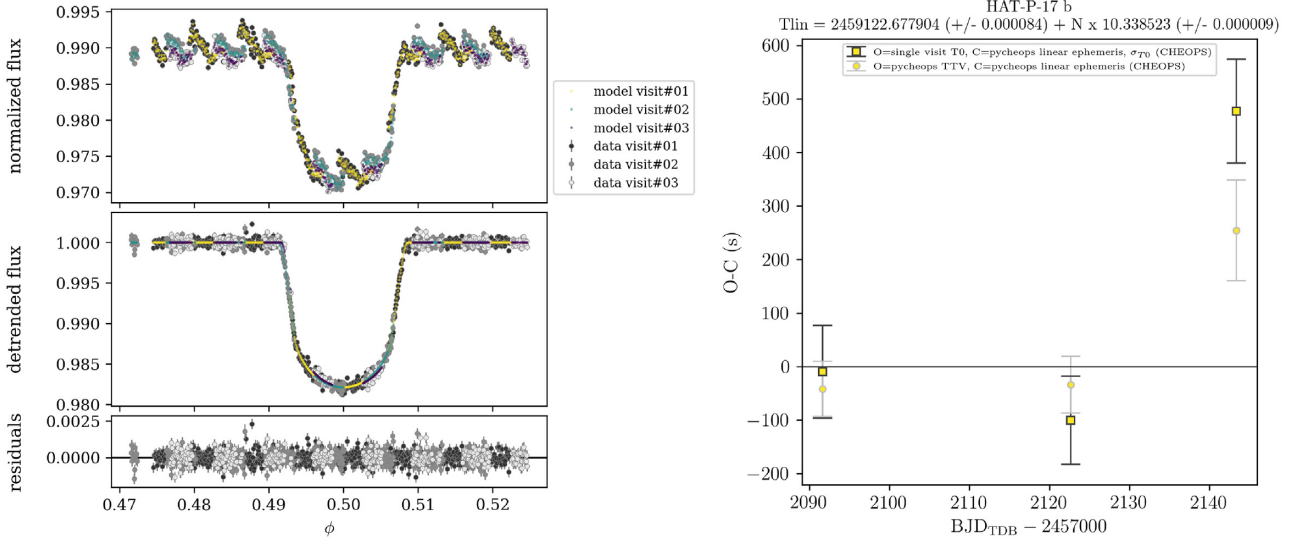 normalized flux
0.990
0.985
0.980
0.975
0.970
model visit#01
model visit#02
model visit#03
data visit#01
data visit#02
data visit#03
detrended flux
1.000
0.995
0.990
0.985
0.980
residuals
0.0025
0.0000
0.47 0.48 0.49 0.50 0.51 0.52
ϕ
HAT-P-17 b
Tlin = 2459122.677904 (+/- 0.000084) + N x 10.338523 (+/- 0.000009)
O=single visit T0, C=pycheops linear ephemeris, σT0 (CHEOPS)
O=pycheops TTV, C=pycheops linear ephemeris (CHEOPS)
O-C (s)
600
500
400
300
200
100
0
−100
−200
2090 2100 2110 2120 2130 2140
BJDTDB − 2457000